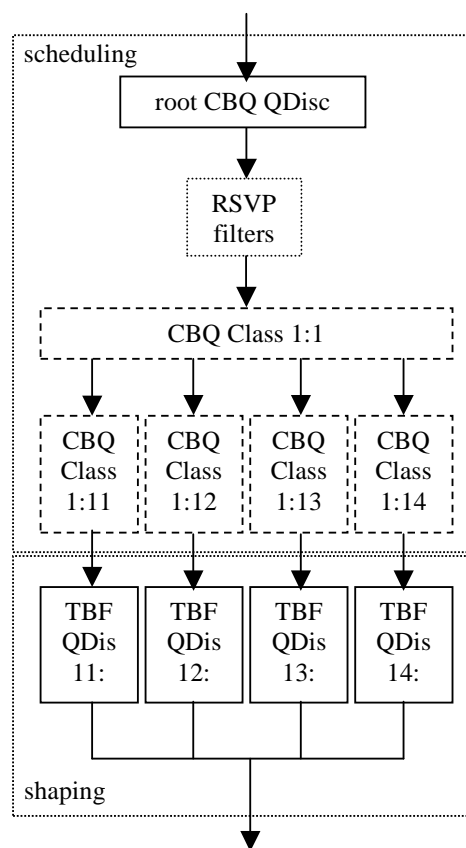 scheduling
root CBQ QDisc
RSVP
filters
CBQ Class 1:1
CBQ
Class
1:11
CBQ
Class
1:12
CBQ
Class
1:13
CBQ
Class
1:14
TBF
QDis
11:
TBF
QDis
12:
TBF
QDis
13:
TBF
QDis
14:
shaping